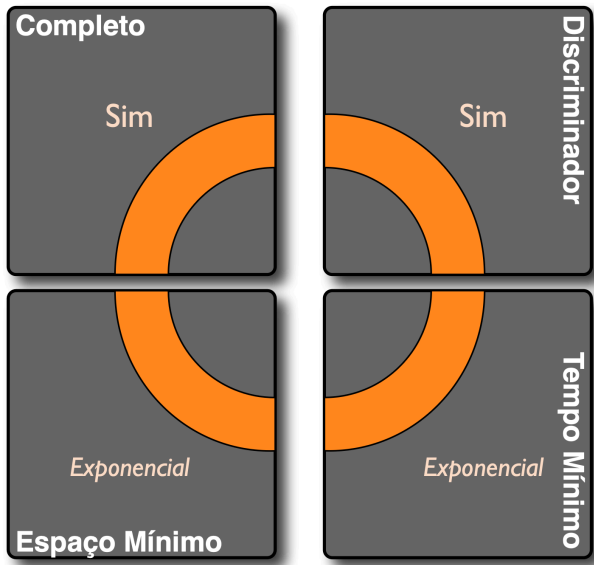 Completo
Sim
Discriminador
Sim
Exponencial
Espaço Mínimo
Tempo Mínimo
Exponencial